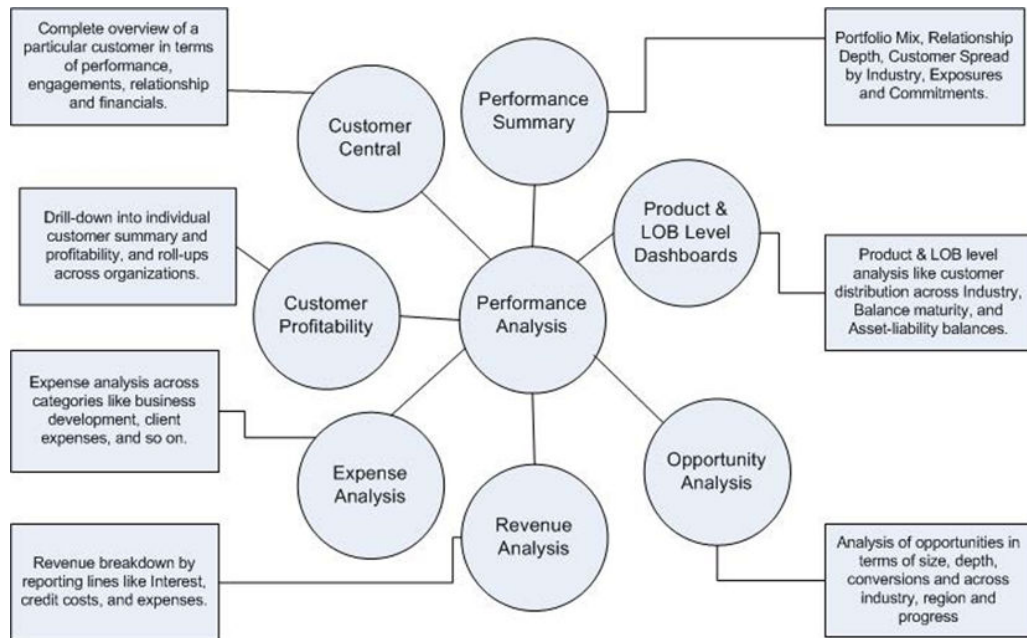 Complete overview of a
particular customer in terms
of performance,
engagements, relationship
and financials.
Customer
Central
Performance
Summary
Portfolio Mix, Relationship
Depth, Customer Spread
by Industry, Exposures
and Commitments.
Drill-down into individual
customer summary and
profitability, and roll-ups
across organizations.
Customer
Profitability
Performance
Analysis
Product &
LOB Level
Dashboards
Product & LOB level
analysis like customer
distribution across Industry,
Balance maturity, and
Asset-liability balances.
Expense analysis across
categories like business
development, client
expenses, and so on.
Expense
Analysis
Opportunity
Analysis
Revenue breakdown by
reporting lines like Interest,
credit costs, and expenses.
Revenue
Analysis
Analysis of opportunities in
terms of size, depth,
conversions and across
industry, region and
progress